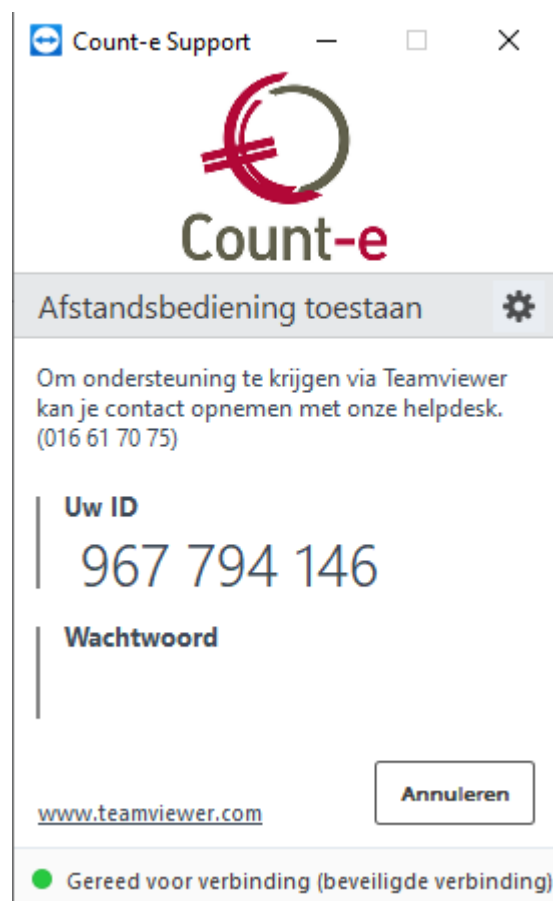 Count-e Support
Count-e
Afstandsbediening toestaan
Om ondersteuning te krijgen via Teamviewer
kan je contact opnemen met onze helpdesk.
(016 61 70 75)
Uw ID
967 794 146
Wachtwoord
www.teamviewer.com
Annuleren
Gereed voor verbinding (beveiligde verbinding)